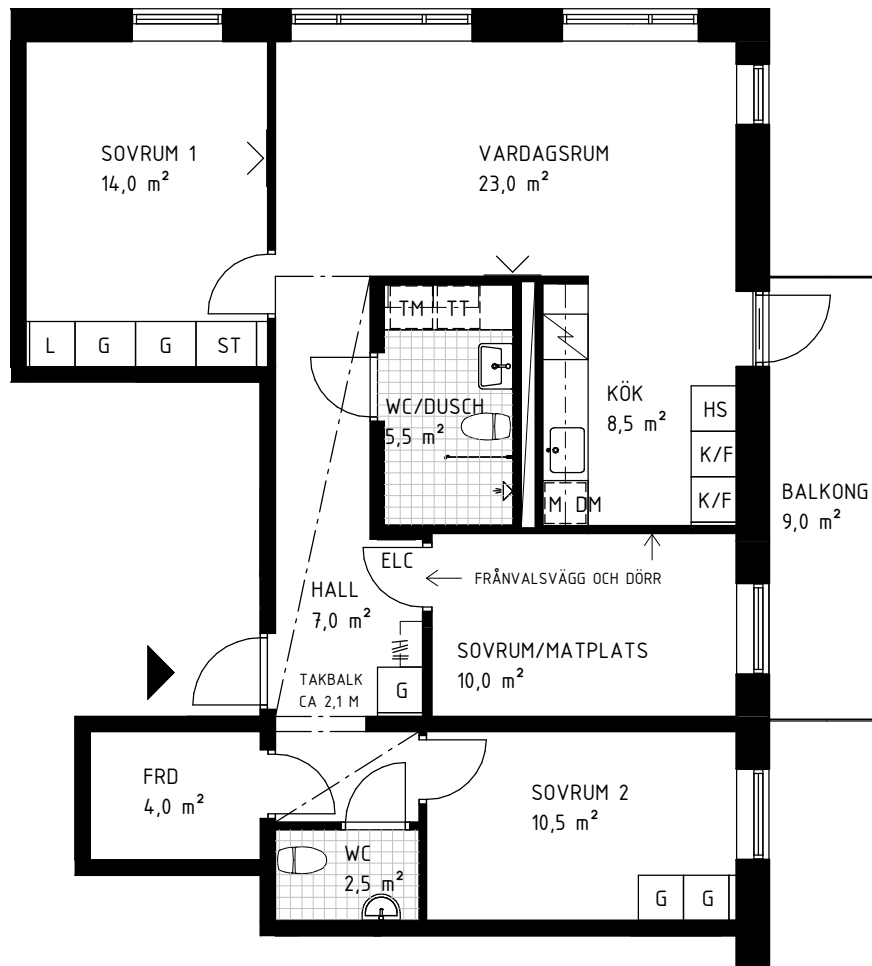 SOVRUM 1
14,0 m²
VARDAGSRUM
23,0 m²
L
G
G
ST
TM
TT
WC/DUSCH
5,5 m²
KÖK
8,5 m²
HS
K/F
K/F
M
DM
BALKONG
9,0 m²
ELC
FRÅNVALSVÄGG OCH DÖRR
HALL
7,0 m²
SOVRUM/MATPLATS
10,0 m²
TAKBALK
CA 2,1 M
G
FRD
4,0 m²
SOVRUM 2
10,5 m²
WC
2,5 m²
G
G